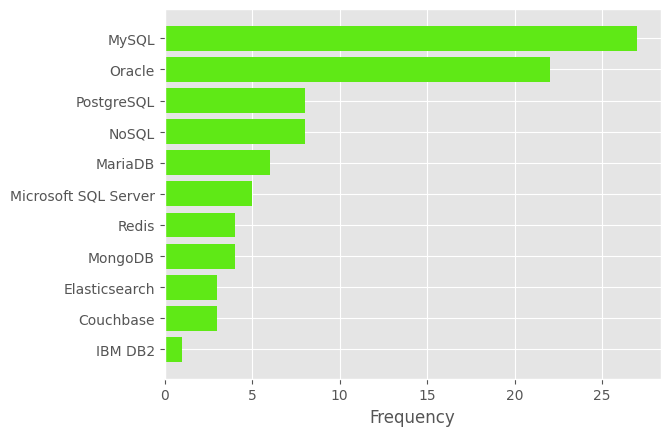 MySQL
Oracle
PostgreSQL
NoSQL
MariaDB
Microsoft SQL Server
Redis
MongoDB
Elasticsearch
Couchbase
IBM DB2
0 5 10 15 20 25
Frequency